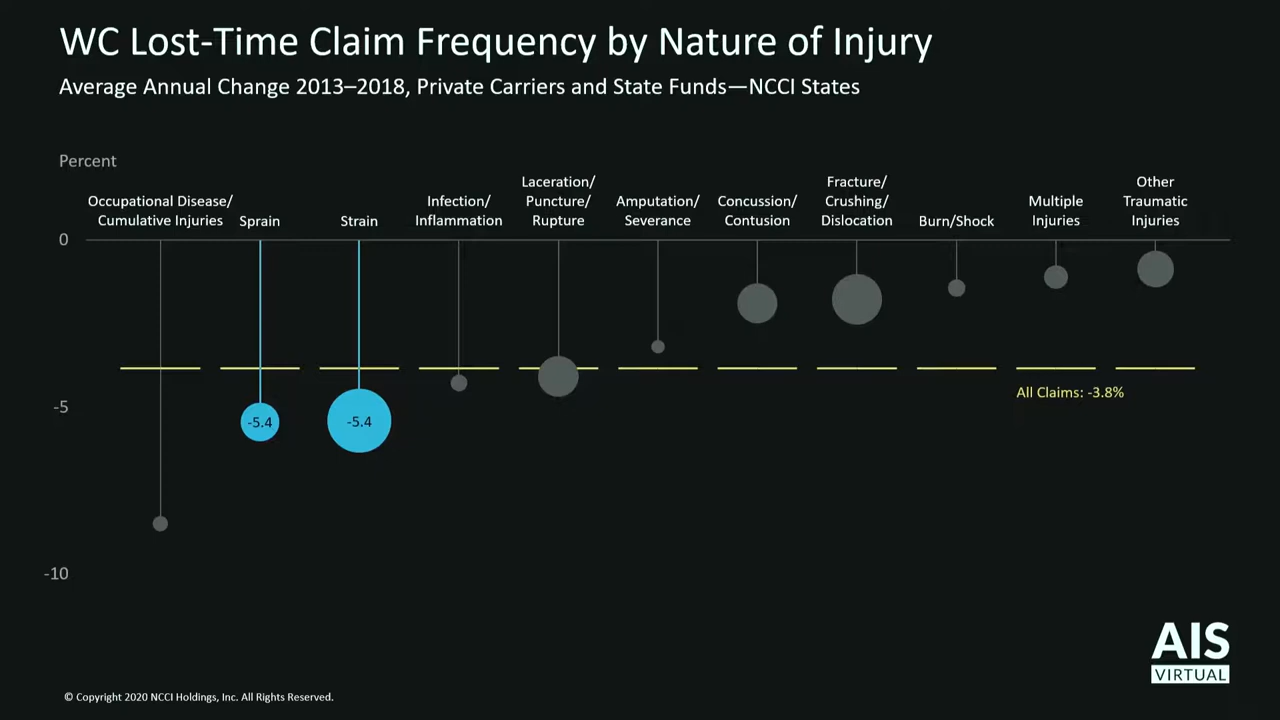 WC Lost-Time Claim Frequency by Nature of Injury
Average Annual Change 2013–2018, Private Carriers and State Funds—NCCI States
Percent
Occupational Disease/
Cumulative Injuries
Sprain
Strain
Infection/
Inflammation
Laceration/
Puncture/
Rupture
Amputation/
Severance
Concussion/
Contusion
Fracture/
Crushing/
Dislocation
Burn/Shock
Multiple
Injuries
Other
Traumatic
Injuries
0
-5
-10
-5.4
-5.4
All Claims: -3.8%
AIS
VIRTUAL
© Copyright 2020 NCCI Holdings, Inc. All Rights Reserved.